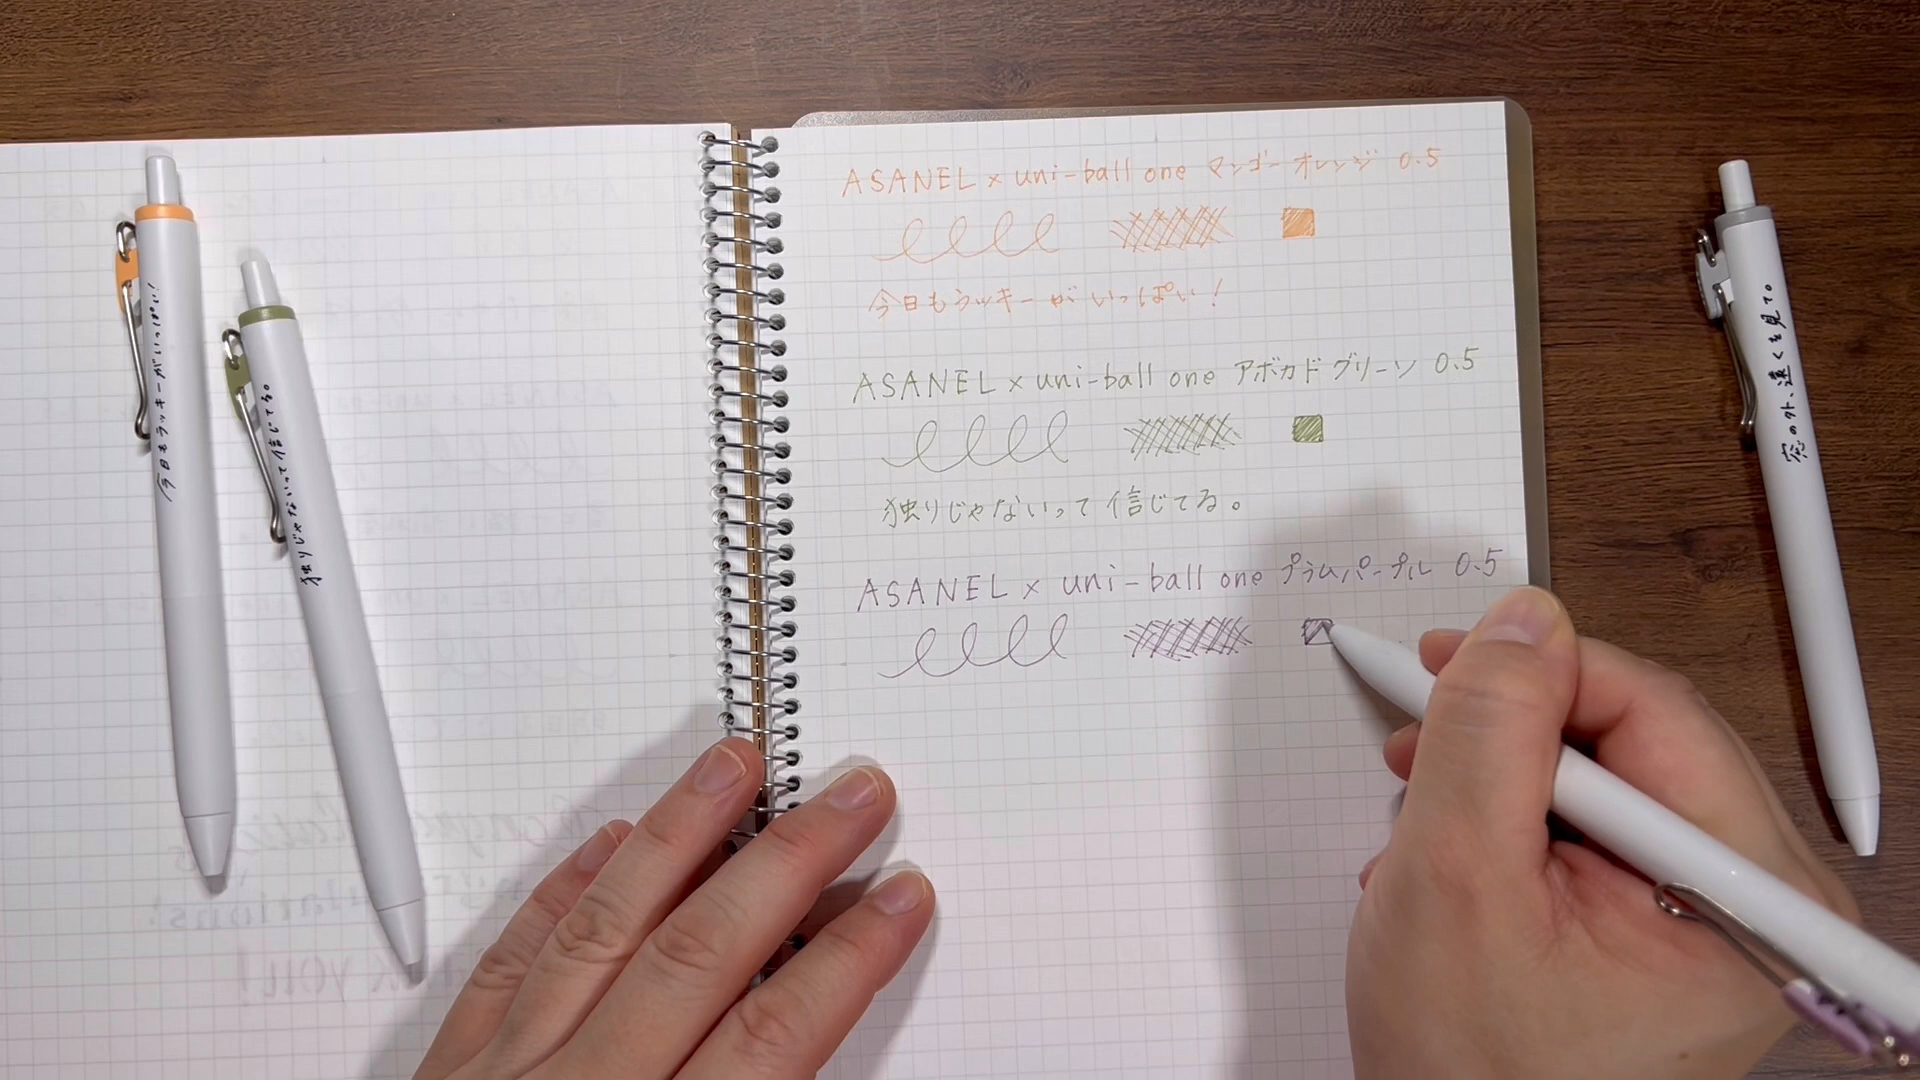 今日もラッキーがいっぱい!
独りじゃないって信じてる。
ASANEL × uni-ball one マンゴーオレンジ 0.5
今日もラッキーがいっぱい!
ASANEL × uni-ball one アボカドグリーン 0.5
独りじゃないって信じてる。
ASANEL × uni-ball one プラムパープル 0.5
窓の外、遠くを見て。